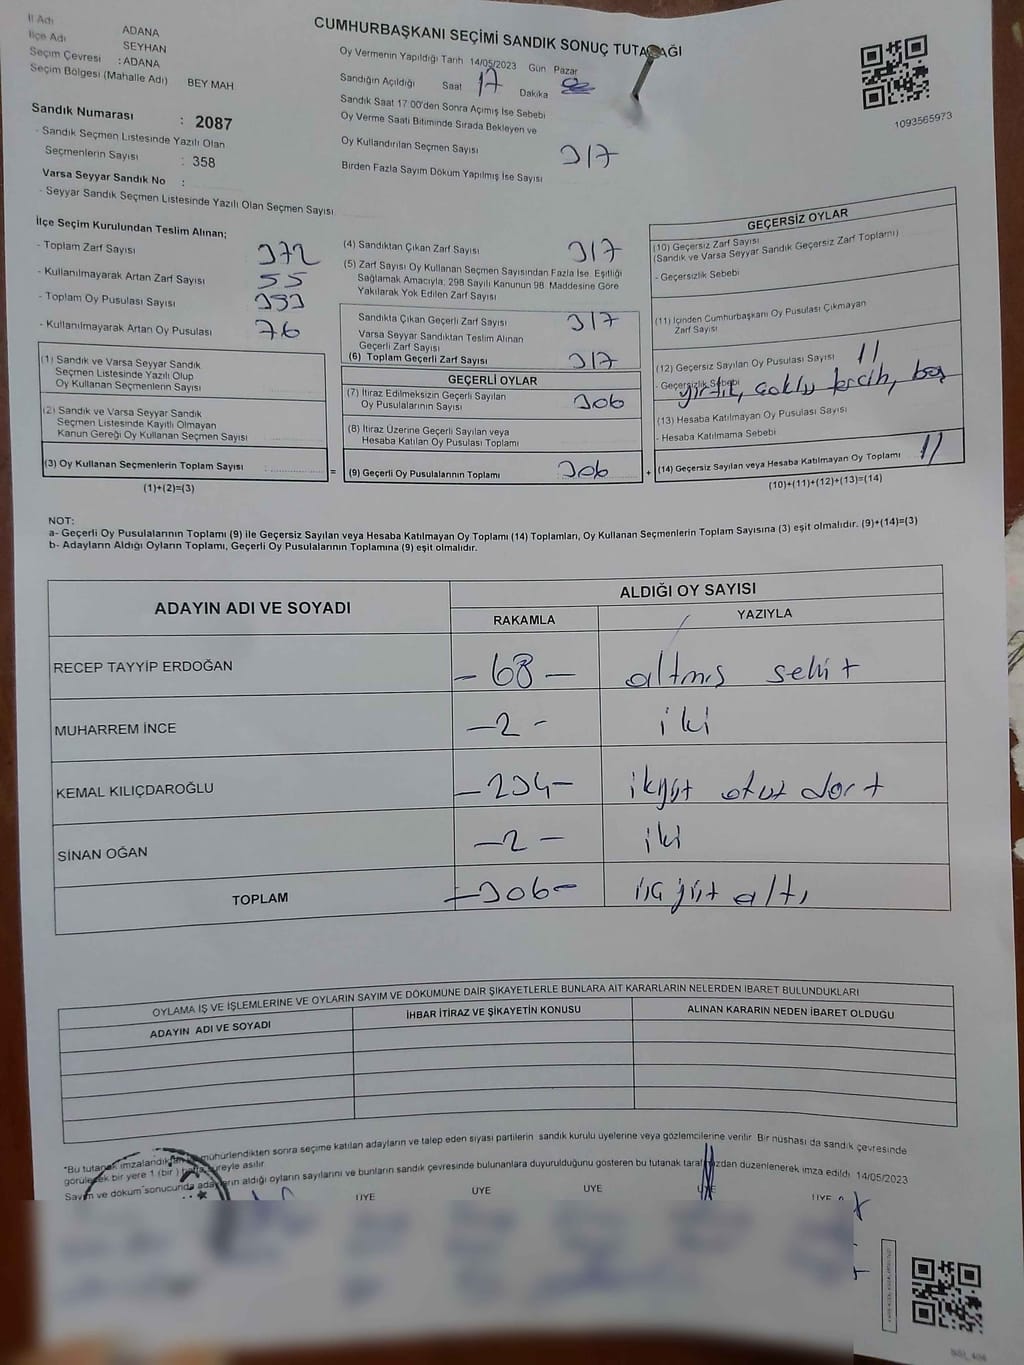 CUMHURBAŞKANI SEÇİMİ SANDIK SONUÇ TUTANAĞI
İl Adı ADANA
İlçe Adı SEYHAN
Seçim Çevresi : ADANA
Seçim Bölgesi (Mahalle Adı) BEY MAH
Sandık Numarası : 2087
- Sandık Seçmen Listesinde Yazılı Olan
Seçmenlerin Sayısı : 358
Varsa Seyyar Sandık No :
- Seyyar Sandık Seçmen Listesinde Yazılı Olan Seçmen Sayısı
Oy Vermenin Yapıldığı Tarih 14/05/2023 Gün Pazar
Sandığın Açıldığı Saat 17 Dakika
Sandık Saat 17 00'den Sonra Açımış İse Sebebi
Oy Verme Saati Bitiminde Sırada Bekleyen ve
Oy Kullandırılan Seçmen Sayısı 317
Birden Fazla Sayım Döküm Yapılmış İse Sayısı
1093565973
İlçe Seçim Kurulundan Teslim Alınan;
- Toplam Zarf Sayısı 372
- Kullanılmayarak Artan Zarf Sayısı 55
- Toplam Oy Pusulası Sayısı 393
- Kullanılmayarak Artan Oy Pusulası 76
(1) Sandık ve Varsa Seyyar Sandık
Seçmen Listesinde Yazılı Olup
Oy Kullanan Seçmenlerin Sayısı
(2) Sandık ve Varsa Seyyar Sandık
Seçmen Listesinde Kayıtlı Olmayan
Kanun Gereği Oy Kullanan Seçmen Sayısı
(3) Oy Kullanan Seçmenlerin Toplam Sayısı :
(1)+(2)=(3)
(4) Sandıktan Çıkan Zarf Sayısı 317
(5) Zarf Sayısı Oy Kullanan Seçmen Sayısından Fazla İse. Eşitliği
Sağlamak Amacıyla; 298 Sayılı Kanunun 98. Maddesine Göre
Yakılarak Yok Edilen Zarf Sayısı
Sandıkta Çıkan Geçerli Zarf Sayısı 317
Varsa Seyyar Sandıktan Teslim Alınan
Geçerli Zarf Sayısı
(6) Toplam Geçerli Zarf Sayısı 317
GEÇERLİ OYLAR
(7) İtiraz Edilmeksizin Geçerli Sayılan
Oy Pusulalarının Sayısı 306
(8) İtiraz Üzerine Geçerli Sayılan veya
Hesaba Katılan Oy Pusulası Toplamı
= (9) Geçerli Oy Pusulalarının Toplamı 306
GEÇERSİZ OYLAR
(10) Geçersiz Zarf Sayısı
(Sandık ve Varsa Seyyar Sandık Geçersiz Zarf Toplamı)
- Geçersizlik Sebebi
(11) İçinden Cumhurbaşkanı Oy Pusulası Çıkmayan
Zarf Sayısı
(12) Geçersiz Sayılan Oy Pusulası Sayısı 11
- Geçersizlik Sebebi yırtık, çoklu tercih, boş
(13) Hesaba Katılmayan Oy Pusulası Sayısı
- Hesaba Katılmama Sebebi
+ (14) Geçersiz Sayılan veya Hesaba Katılmayan Oy Toplamı 11
(10)+(11)+(12)+(13)=(14)
NOT:
a- Geçerli Oy Pusulalarının Toplamı (9) ile Geçersiz Sayılan veya Hesaba Katılmayan Oy Toplamı (14) Toplamları, Oy Kullanan Seçmenlerin Toplam Sayısına (3) eşit olmalıdır. (9)+(14)=(3)
b- Adayların Aldığı Oyların Toplamı, Geçerli Oy Pusulalarının Toplamına (9) eşit olmalıdır.
ADAYIN ADI VE SOYADI ALDIĞI OY SAYISI
RAKAMLA YAZIYLA
RECEP TAYYİP ERDOĞAN - 68 - altmış sekiz
MUHARREM İNCE - 2 - iki
KEMAL KILIÇDAROĞLU - 234 - ikiyüz otuz dört
SİNAN OĞAN - 2 - iki
TOPLAM - 306 - üç yüz altı
OYLAMA İŞ VE İŞLEMLERİNE VE OYLARIN SAYIM VE DÖKÜMÜNE DAİR ŞİKAYETLERLE BUNLARA AİT KARARLARIN NELERDEN İBARET BULUNDUKLARI
ADAYIN ADI VE SOYADI İHBAR İTİRAZ VE ŞİKAYETİN KONUSU ALINAN KARARIN NEDEN İBARET OLDUĞU
*Bu tutanak imzalandıktan mühürlendikten sonra seçime katılan adayların ve talep eden siyasi partilerin sandık kurulu üyelerine veya gözlemcilerine verilir. Bir nüshası da sandık çevresinde
görülecek bir yere 1 (bir) hafta süreyle asılır
Sayım ve döküm sonucunda adayların aldığı oyların sayılarını ve bunların sandık çevresinde bulunanlara duyurulduğunu gösteren bu tutanak tarafımızdan düzenlenerek imza edildi 14/05/2023
ÜYE ÜYE ÜYE ÜYE ÜYE